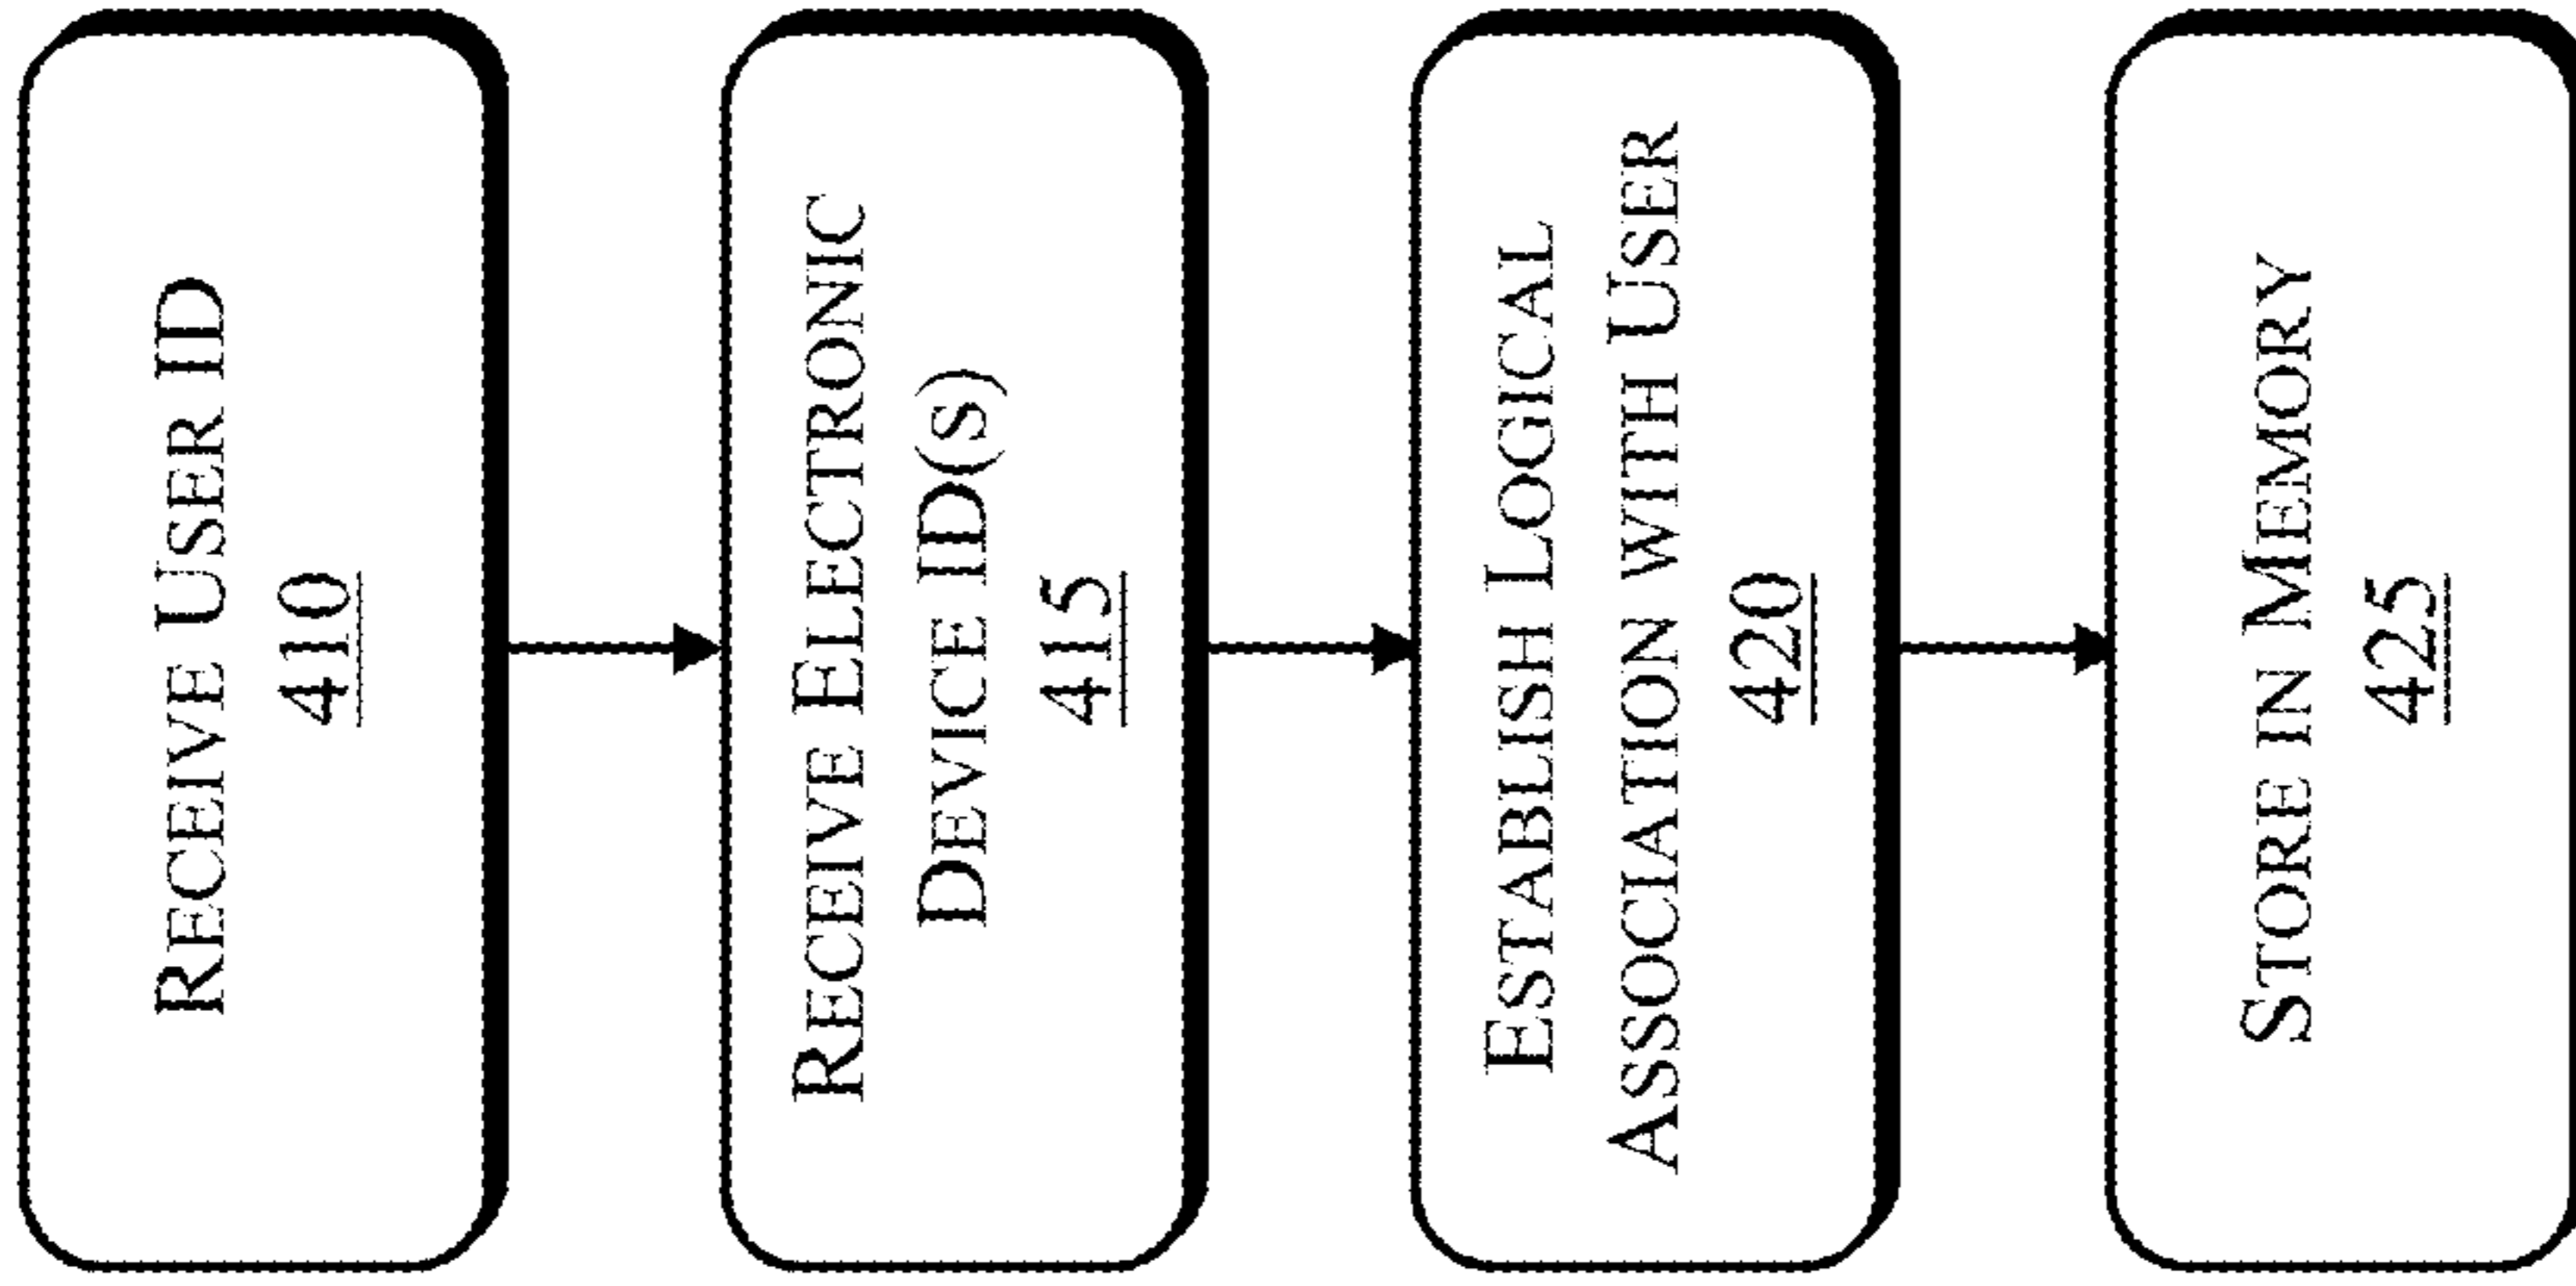 RECEIVE USER ID
410
RECEIVE ELECTRONIC
DEVICE ID(S)
415
ESTABLISH LOGICAL
ASSOCIATION WITH USER
420
STORE IN MEMORY
425